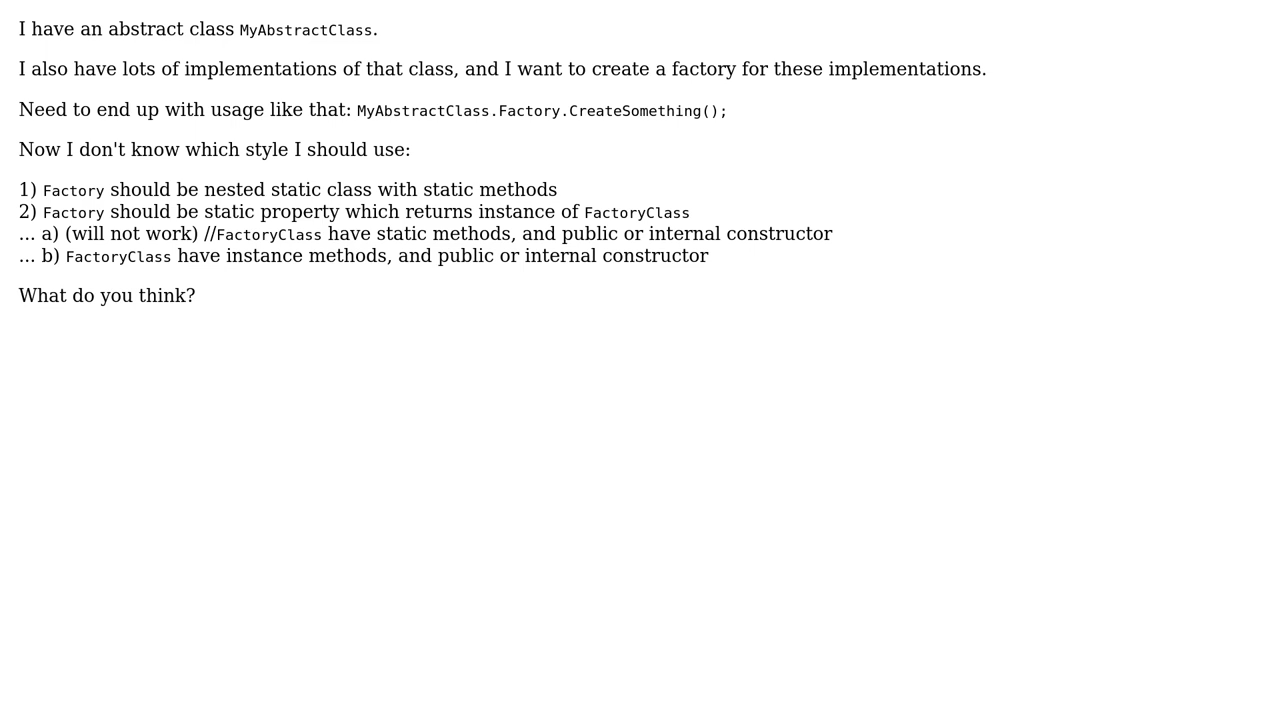 I have an abstract class MyAbstractClass.
I also have lots of implementations of that class, and I want to create a factory for these implementations.
Need to end up with usage like that: MyAbstractClass.Factory.CreateSomething();
Now I don't know which style I should use:
1) Factory should be nested static class with static methods
2) Factory should be static property which returns instance of FactoryClass
... a) (will not work) //FactoryClass have static methods, and public or internal constructor
... b) FactoryClass have instance methods, and public or internal constructor
What do you think?